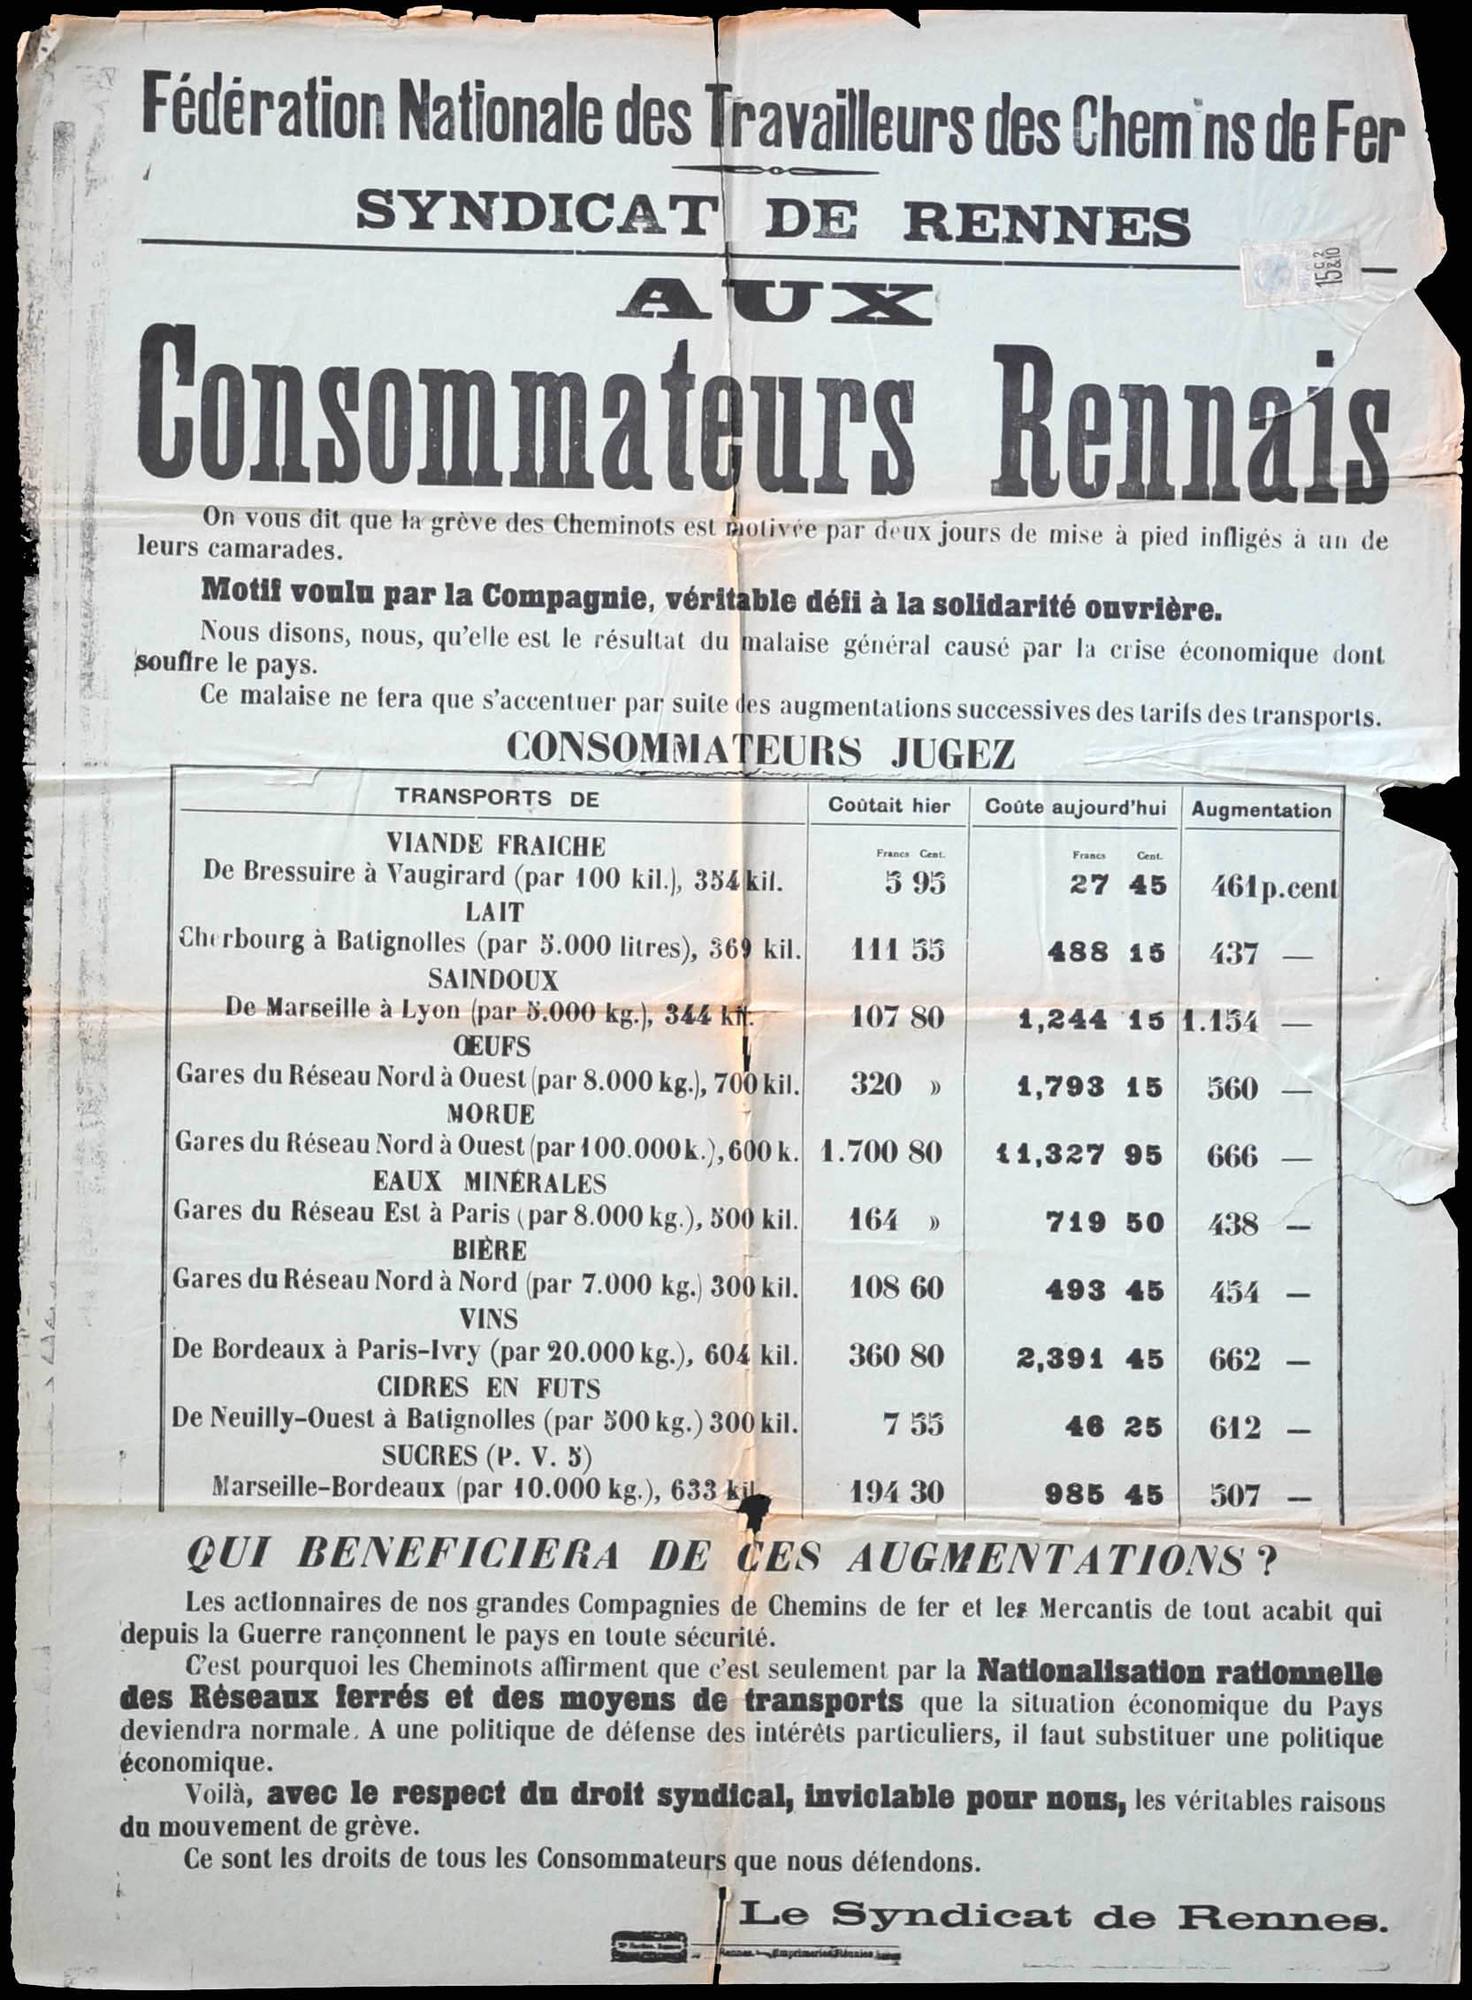 Fédération Nationale des Travailleurs des Chem ns de Fer
SYNDICAT DE RENNES
15 c 2
15&10
AUX
Consommateurs Rennais
On vous dit que la grève des Cheminots est motivée par deux jours de mise à pied infligés à un de
leurs camarades.
Motif voulu par la Compagnie, véritable défi à la solidarité ouvrière.
Nous disons, nous, qu'elle est le résultat du malaise général causé par la crise économique dont
souffre le pays.
Ce malaise ne fera que s'accentuer par suite des augmentations successives des tarifs des transports.
CONSOMMATEURS JUGEZ
TRANSPORTS DE Coûtait hier Coûte aujourd'hui Augmentation
VIANDE FRAICHE Francs Cent. Francs Cent.
De Bressuire à Vaugirard (par 100 kil.), 354 kil. 5 95 27 45 461 p. cent
LAIT
Cherbourg à Batignolles (par 5.000 litres), 369 kil. 111 55 488 15 437 —
SAINDOUX
De Marseille à Lyon (par 5.000 kg.), 344 kil. 107 80 1,244 15 1.154 —
ŒUFS
Gares du Réseau Nord à Ouest (par 8.000 kg.), 700 kil. 320 » 1,793 15 560 —
MORUE
Gares du Réseau Nord à Ouest (par 100.000 k.), 600 k. 1.700 80 11,327 95 666 —
EAUX MINÉRALES
Gares du Réseau Est à Paris (par 8.000 kg.), 500 kil. 164 » 719 50 438 —
BIÈRE
Gares du Réseau Nord à Nord (par 7.000 kg.) 300 kil. 108 60 493 45 454 —
VINS
De Bordeaux à Paris-Ivry (par 20.000 kg.), 604 kil. 360 80 2,391 45 662 —
CIDRES EN FUTS
De Neuilly-Ouest à Batignolles (par 500 kg.) 300 kil. 7 55 46 25 612 —
SUCRES (P. V. 5)
Marseille-Bordeaux (par 10.000 kg.), 633 kil. 194 30 985 45 507 —
QUI BENEFICIERA DE CES AUGMENTATIONS ?
Les actionnaires de nos grandes Compagnies de Chemins de fer et les Mercantis de tout acabit qui
depuis la Guerre rançonnent le pays en toute sécurité.
C'est pourquoi les Cheminots affirment que c'est seulement par la Nationalisation rationnelle
des Réseaux ferrés et des moyens de transports que la situation économique du Pays
deviendra normale. A une politique de défense des intérêts particuliers, il faut substituer une politique
économique.
Voilà, avec le respect du droit syndical, inviolable pour nous, les véritables raisons
du mouvement de grève.
Ce sont les droits de tous les Consommateurs que nous défendons.
Le Syndicat de Rennes.
Rennes. — Imprimeries Réunies